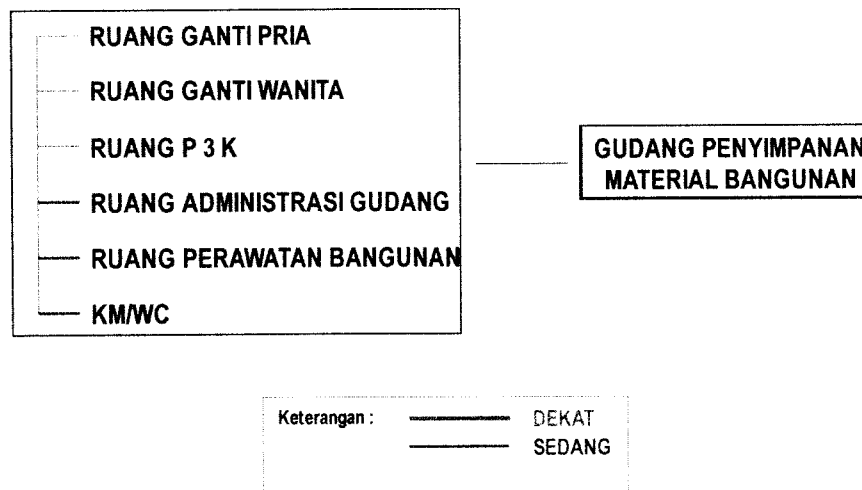 RUANG GANTI PRIA
RUANG GANTI WANITA
RUANG P 3 K
RUANG ADMINISTRASI GUDANG
RUANG PERAWATAN BANGUNAN
KM/WC
GUDANG PENYIMPANAN
MATERIAL BANGUNAN
Keterangan : DEKAT
SEDANG